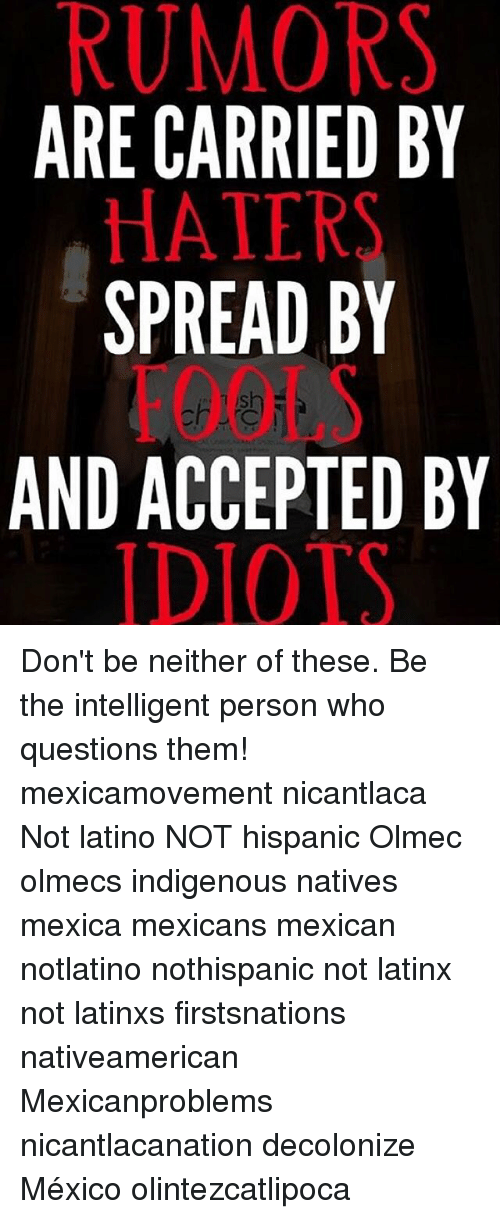 RUMORS
ARE CARRIED BY
HATERS
SPREAD BY
FOOLS
AND ACCEPTED BY
IDIOTS
Don't be neither of these. Be
the intelligent person who
questions them!
mexicamovement nicantlaca
Not latino NOT hispanic Olmec
olmecs indigenous natives
mexica mexicans mexican
notlatino nothispanic not latinx
not latinxs firstsnations
nativeamerican
Mexicanproblems
nicantlacanation decolonize
México olintezcatlipoca